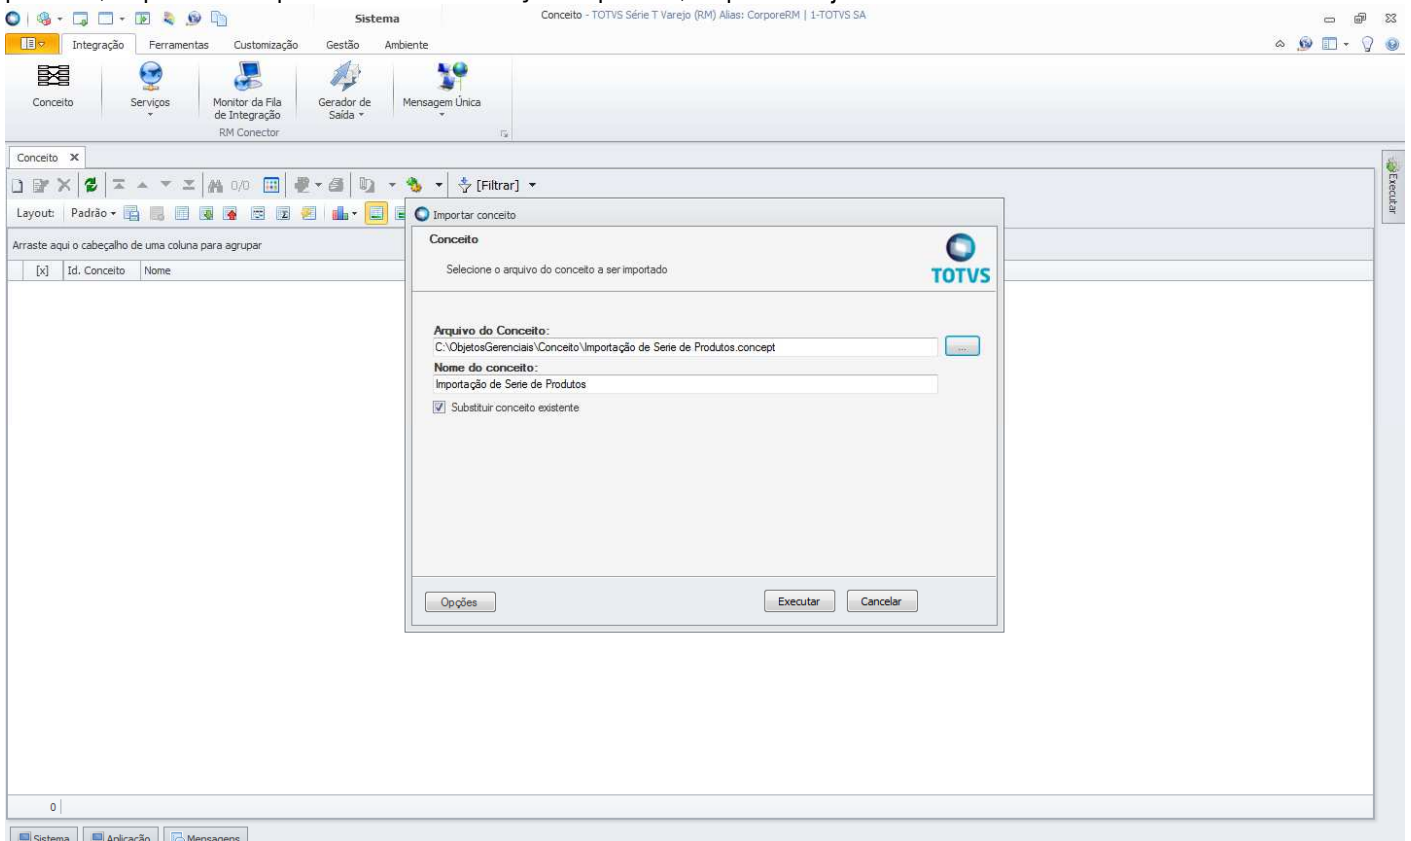 Sistema
Conceito - TOTVS Série T Varejo (RM) Alias: CorporeRM | 1-TOTVS SA
Integração Ferramentas Customização Gestão Ambiente
Conceito
Serviços
Monitor da Fila
de Integração
Gerador de
Saída
Mensagem Única
RM Conector
Conceito X
0/0
[Filtrar]
Executar
Layout: Padrão
Arraste aqui o cabeçalho de uma coluna para agrupar
[x] Id. Conceito Nome
Importar conceito
Conceito
Selecione o arquivo do conceito a ser importado
TOTVS
Arquivo do Conceito:
C:\ObjetosGerenciais\Conceito\Importação de Serie de Produtos.concept
...
Nome do conceito:
Importação de Serie de Produtos
Substituir conceito existente
Opções Executar Cancelar
0
Sistema Aplicação Mensagens